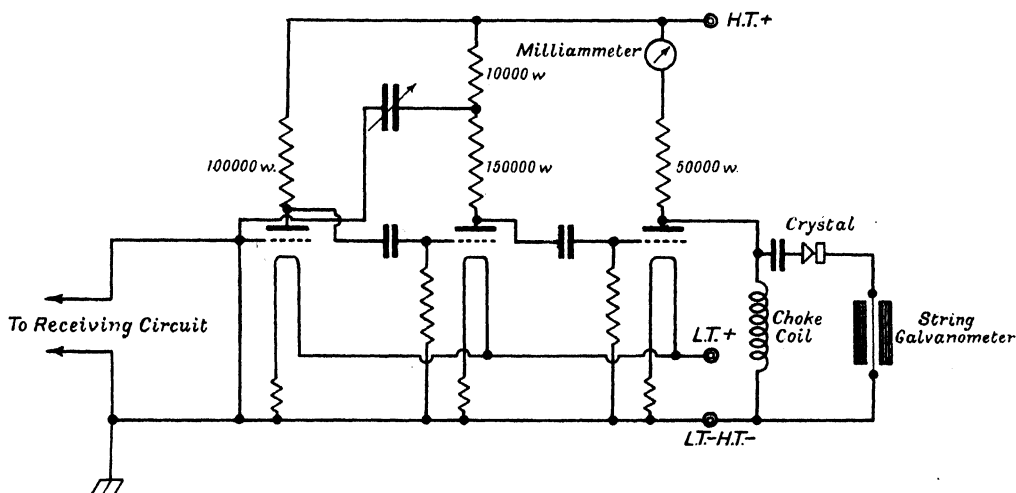 H.T.+
Milliammeter
10000 w
100000 w.
150000 w
50000 w.
Crystal
To Receiving Circuit
L.T.+
Choke
Coil
String
Galvanometer
L.T.-H.T.-